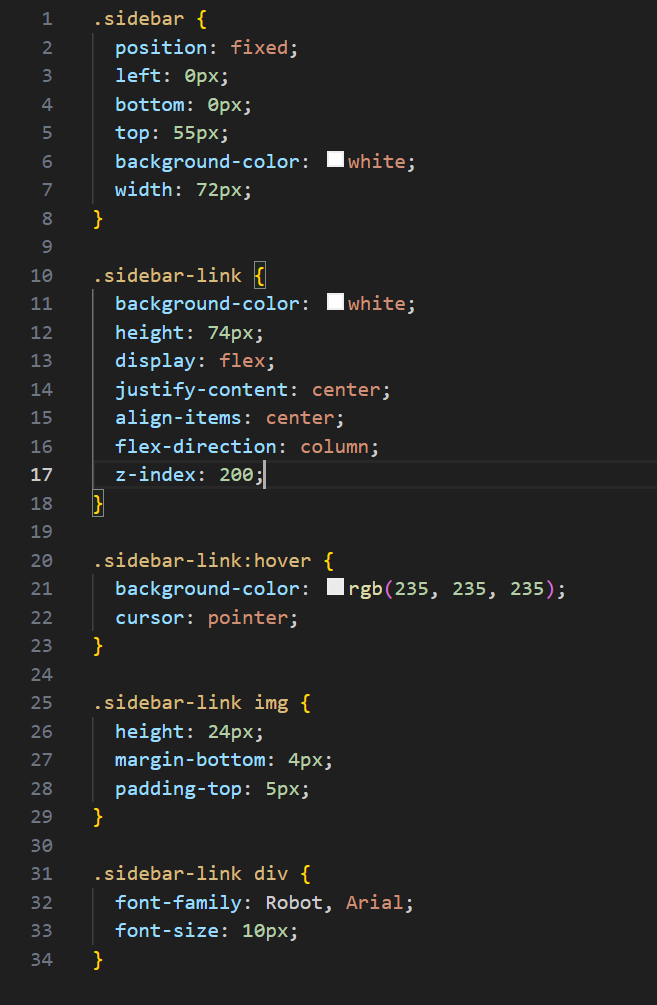 1 .sidebar {
2   position: fixed;
3   left: 0px;
4   bottom: 0px;
5   top: 55px;
6   background-color: white;
7   width: 72px;
8 }
9
10 .sidebar-link {
11   background-color: white;
12   height: 74px;
13   display: flex;
14   justify-content: center;
15   align-items: center;
16   flex-direction: column;
17   z-index: 200;
18 }
19
20 .sidebar-link:hover {
21   background-color: rgb(235, 235, 235);
22   cursor: pointer;
23 }
24
25 .sidebar-link img {
26   height: 24px;
27   margin-bottom: 4px;
28   padding-top: 5px;
29 }
30
31 .sidebar-link div {
32   font-family: Robot, Arial;
33   font-size: 10px;
34 }